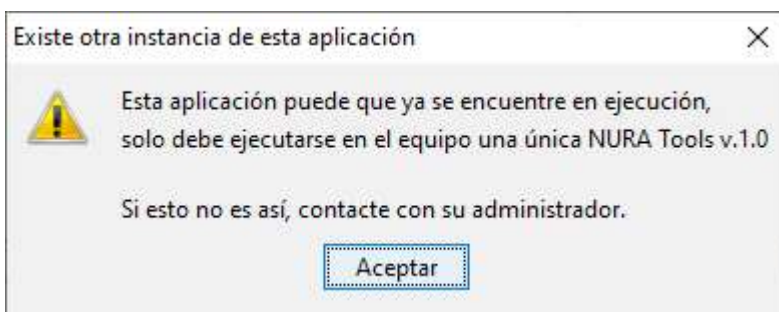 Existe otra instancia de esta aplicación
Esta aplicación puede que ya se encuentre en ejecución,
solo debe ejecutarse en el equipo una única NURA Tools v.1.0
Si esto no es así, contacte con su administrador.
Aceptar